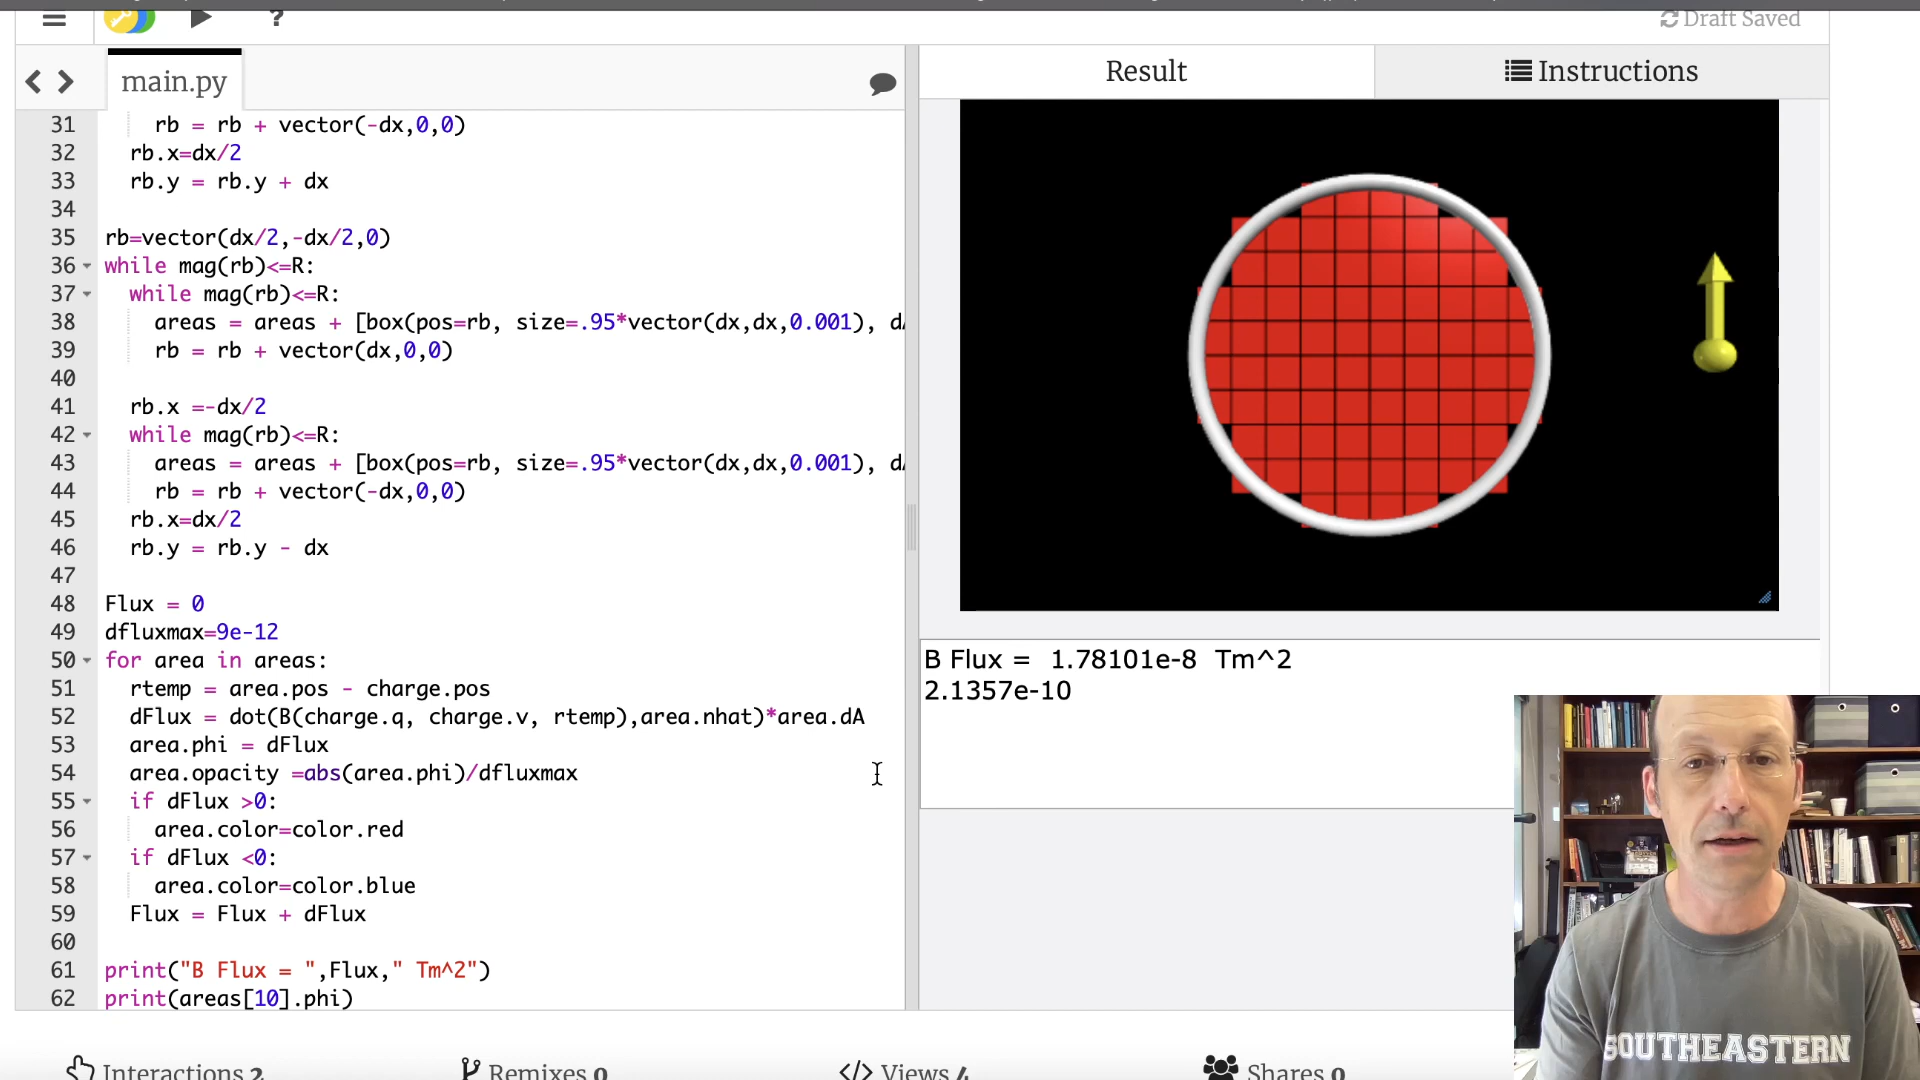 ?
Draft Saved
main.py
Result
Instructions
31 rb = rb + vector(-dx,0,0)
32 rb.x=dx/2
33 rb.y = rb.y + dx
34
35 rb=vector(dx/2,-dx/2,0)
36 while mag(rb)<=R:
37 while mag(rb)<=R:
38 areas = areas + [box(pos=rb, size=.95*vector(dx,dx,0.001), dA
39 rb = rb + vector(dx,0,0)
40
41 rb.x =-dx/2
42 while mag(rb)<=R:
43 areas = areas + [box(pos=rb, size=.95*vector(dx,dx,0.001), dA
44 rb = rb + vector(-dx,0,0)
45 rb.x=dx/2
46 rb.y = rb.y - dx
47
48 Flux = 0
49 dfluxmax=9e-12
50 for area in areas:
51 rtemp = area.pos - charge.pos
52 dFlux = dot(B(charge.q, charge.v, rtemp),area.nhat)*area.dA
53 area.phi = dFlux
54 area.opacity =abs(area.phi)/dfluxmax
55 if dFlux >0:
56 area.color=color.red
57 if dFlux <0:
58 area.color=color.blue
59 Flux = Flux + dFlux
60
61 print("B Flux = ",Flux," Tm^2")
62 print(areas[10].phi)
B Flux = 1.78101e-8 Tm^2
2.1357e-10
SOUTHEASTERN
Interactions 2
Remixes 0
Views 4
Shares 0